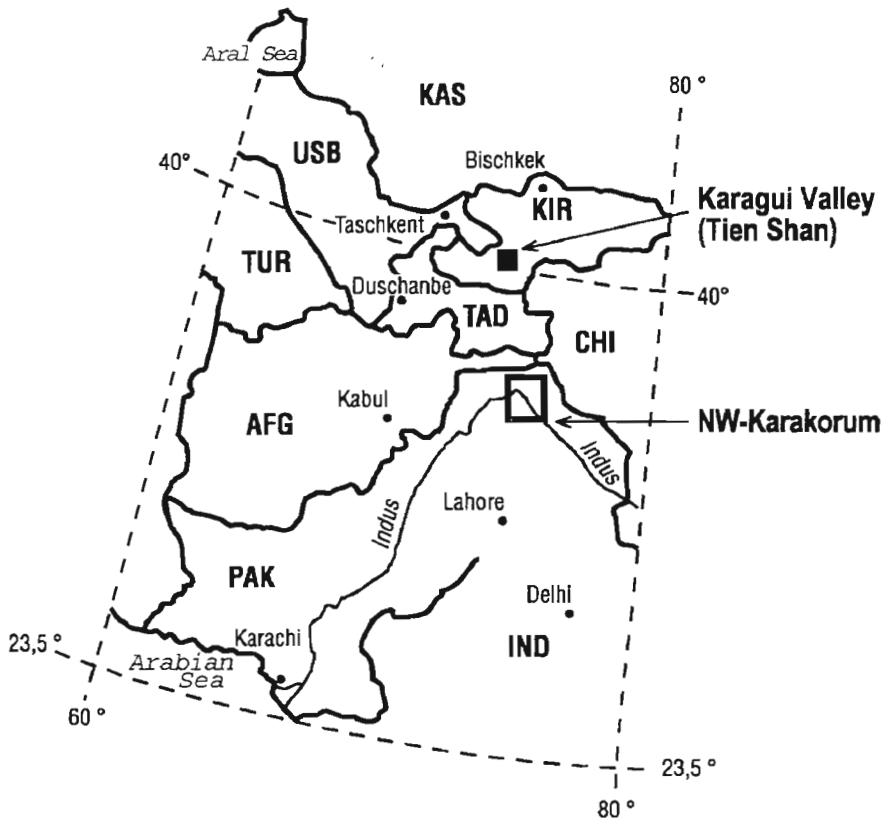 Aral Sea
KAS
80 °
USB
Bischkek
40°
KIR
Karagui Valley
(Tien Shan)
Taschkent
TUR
Duschanbe
40°
TAD
CHI
Kabul
AFG
NW-Karakorum
Indus
Lahore
Indus
PAK
Delhi
Karachi
IND
23,5 °
Arabian
Sea
60 °
23,5 °
80 °